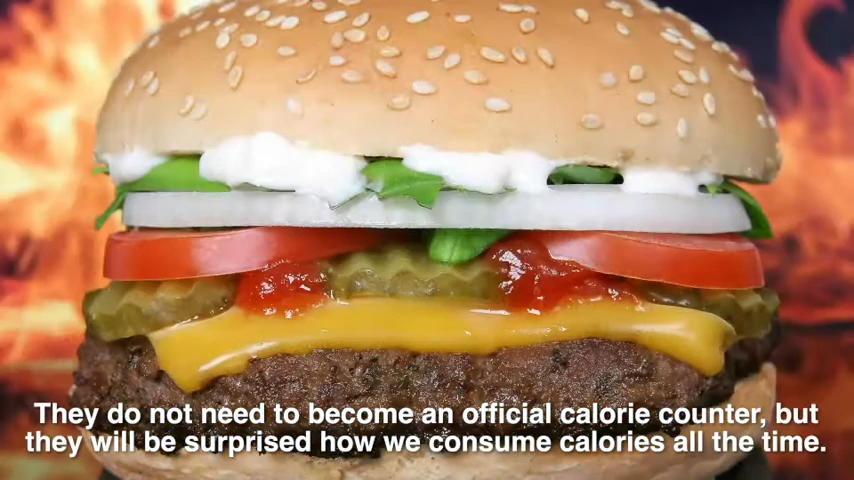 They do not need to become an official calorie counter, but
they will be surprised how we consume calories all the time.